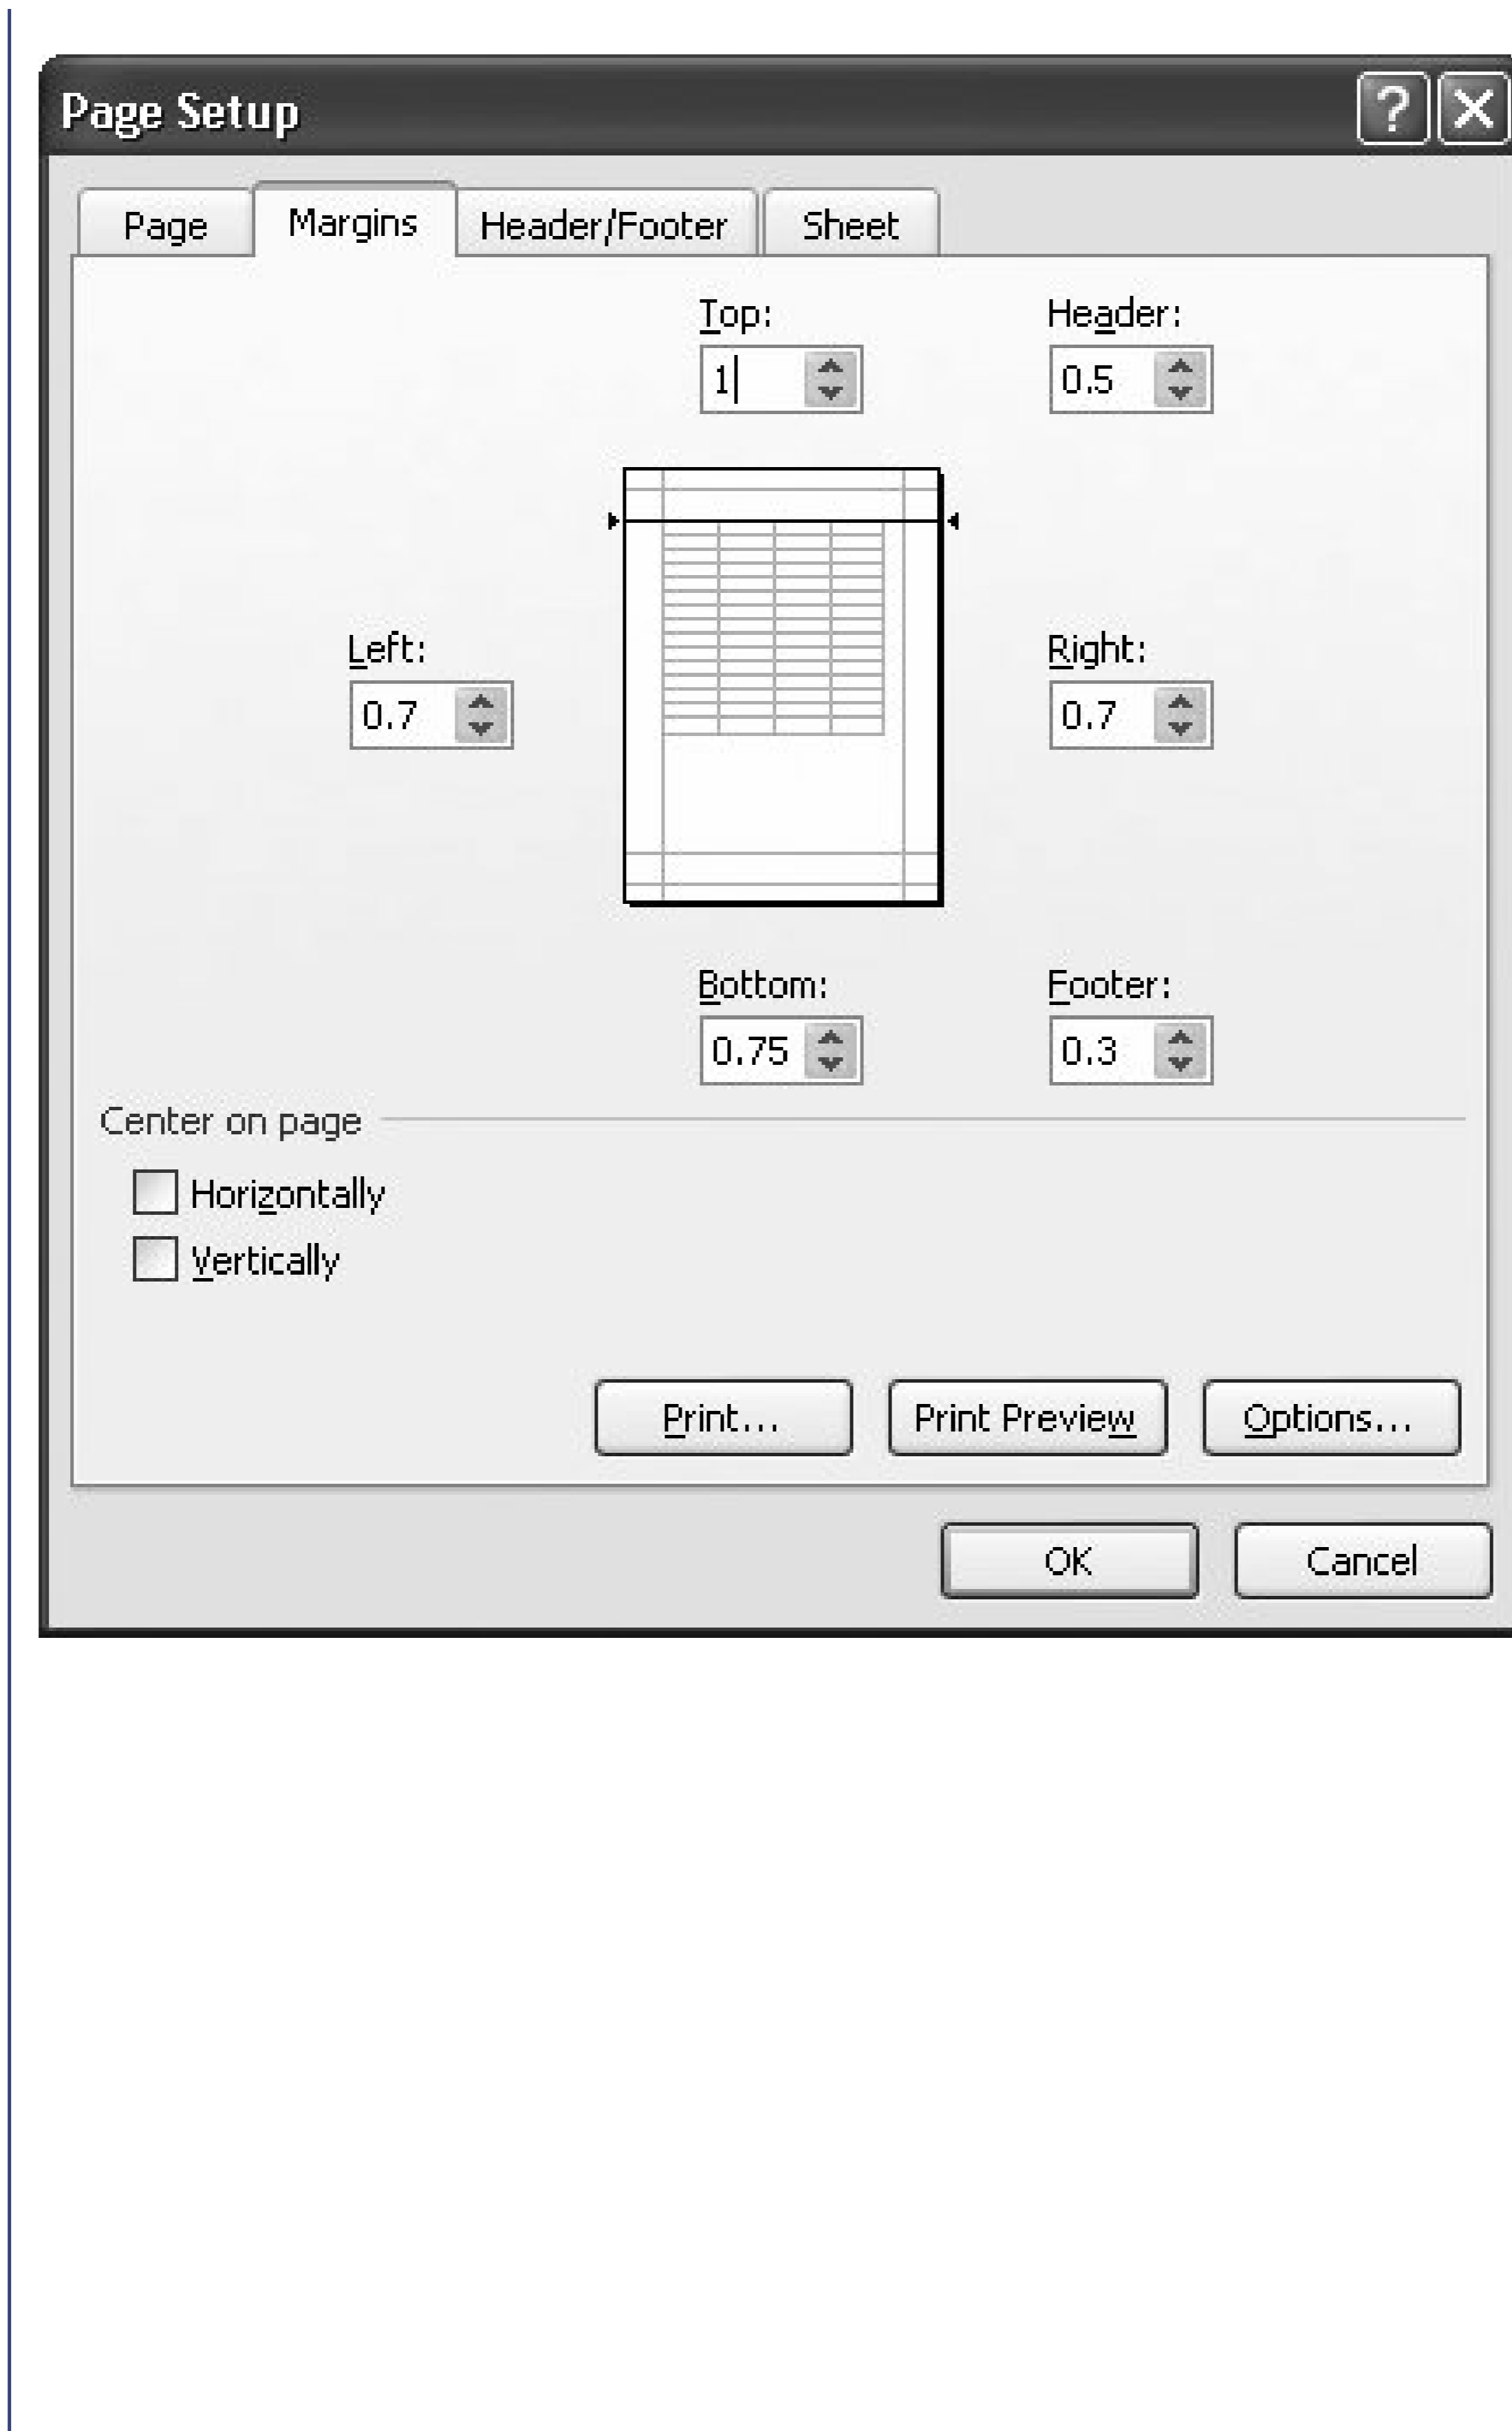 Page Setup
Page Margins Header/Footer Sheet
Top: Header:
1 0.5
Left: Right:
0.7 0.7
Bottom: Footer:
0.75 0.3
Center on page
Horizontally
Vertically
Print... Print Preview Options...
OK Cancel